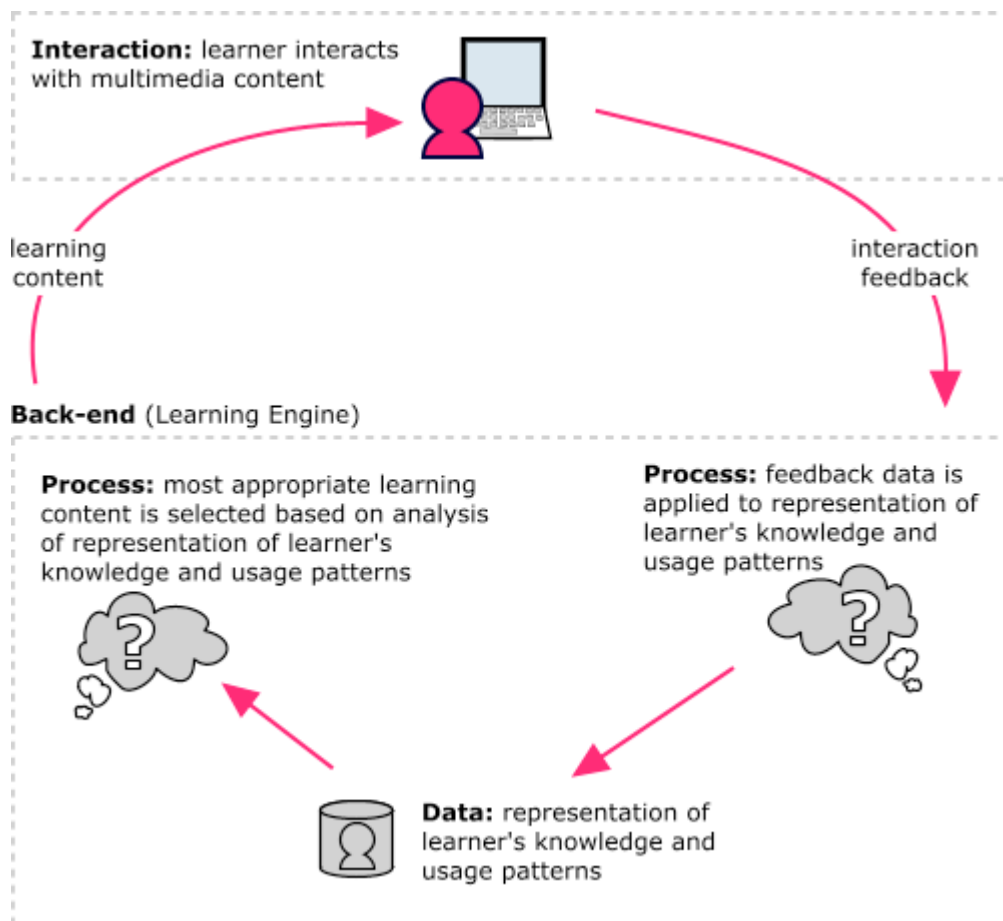 Interaction: learner interacts
with multimedia content
learning
content
interaction
feedback
Back-end (Learning Engine)
Process: most appropriate learning
content is selected based on analysis
of representation of learner's
knowledge and usage patterns
?
Process: feedback data is
applied to representation of
learner's knowledge and
usage patterns
?
Data: representation of
learner's knowledge and
usage patterns